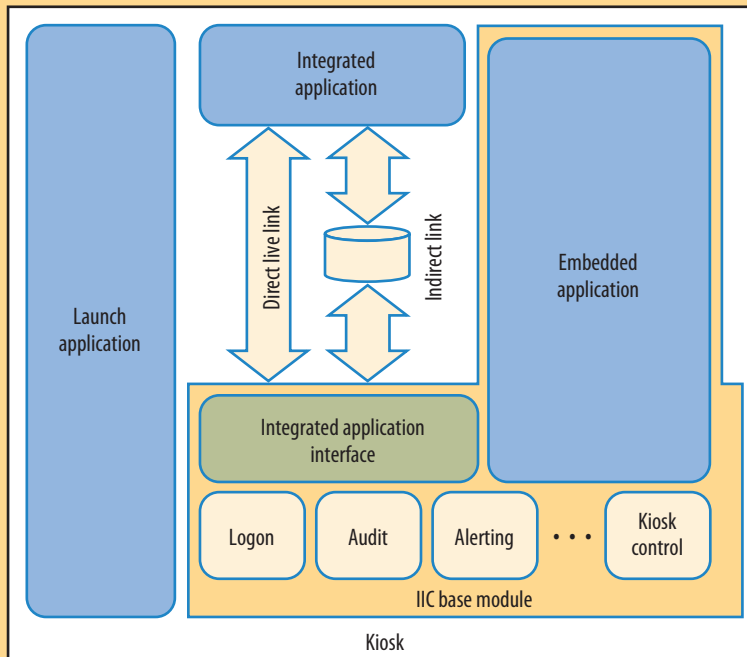 Integrated
application
Direct live link
Indirect link
Launch
application
Embedded
application
Integrated application
interface
Logon
Audit
Alerting
• • •
Kiosk
control
IIC base module
Kiosk